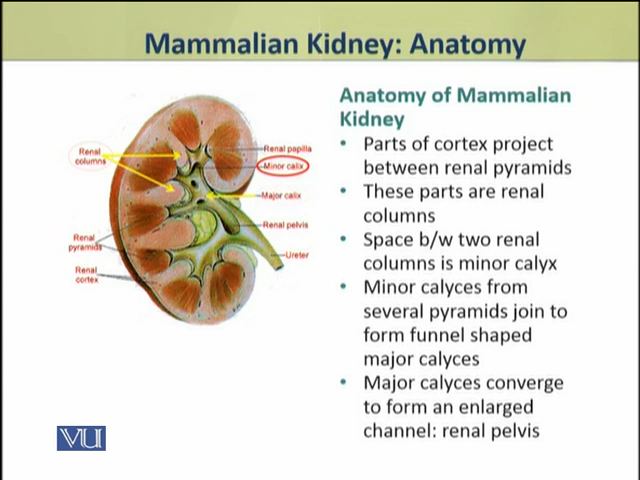 Mammalian Kidney: Anatomy
Renal
columns
Renal papilla
Minor calix
Major calix
Renal pelvis
Ureter
Renal
pyramids
Renal
cortex
Anatomy of Mammalian
Kidney
• Parts of cortex project
between renal pyramids
• These parts are renal
columns
• Space b/w two renal
columns is minor calyx
• Minor calyces from
several pyramids join to
form funnel shaped
major calyces
• Major calyces converge
to form an enlarged
channel: renal pelvis
VU